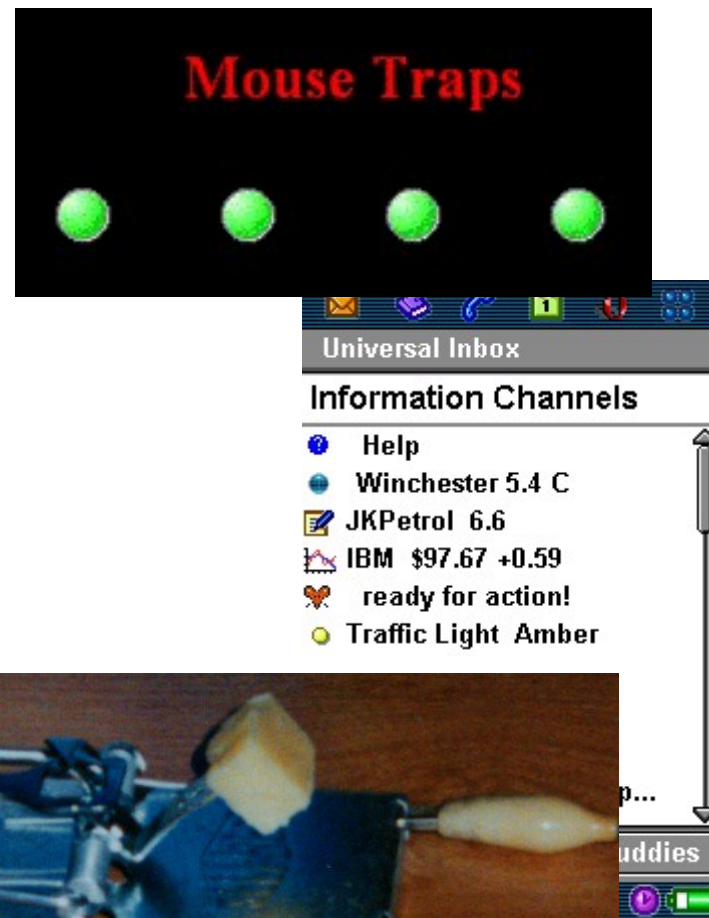 Mouse Traps
1
Universal Inbox
Information Channels
Help
Winchester 5.4 C
JKPetrol 6.6
IBM $97.67 +0.59
ready for action!
Traffic Light Amber
p...
uddies